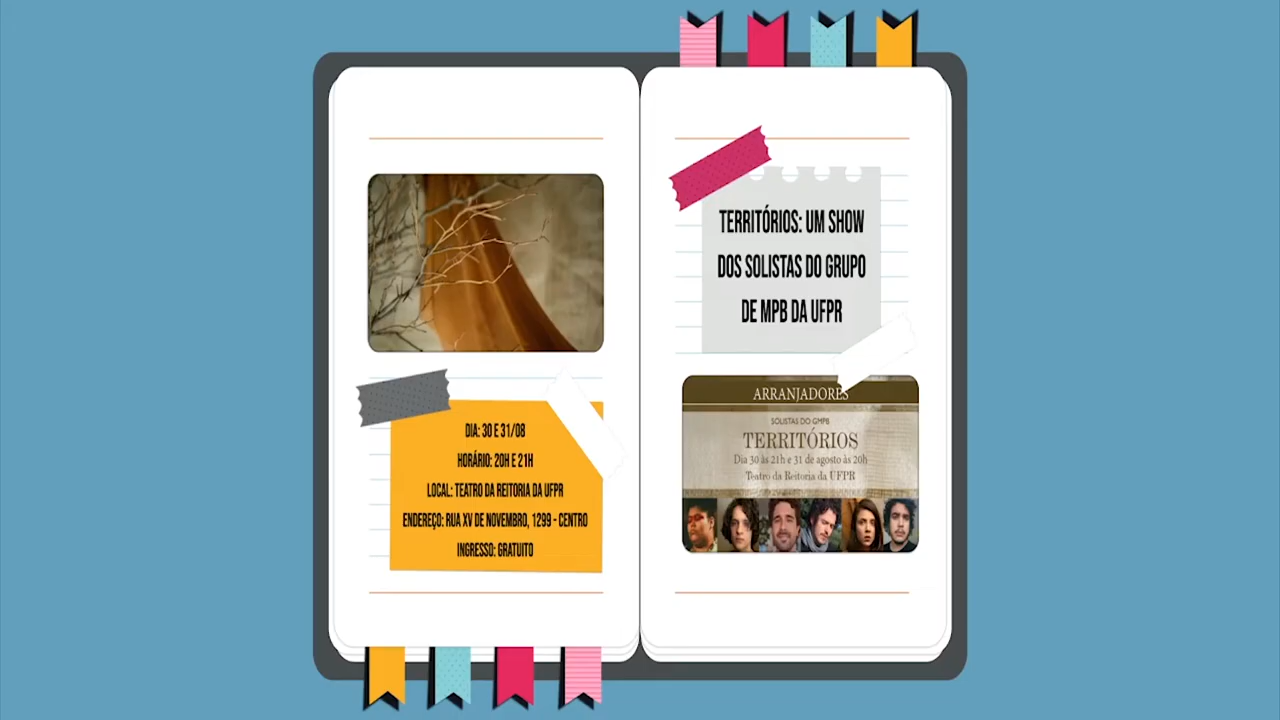 DIA: 30 E 31/08
HORÁRIO: 20H E 21H
LOCAL: TEATRO DA REITORIA DA UFPR
ENDEREÇO: RUA XV DE NOVEMBRO, 1299 - CENTRO
INGRESSO: GRATUITO
TERRITÓRIOS: UM SHOW
DOS SOLISTAS DO GRUPO
DE MPB DA UFPR
ARRANJADORES
SOLISTAS DO GMPB
TERRITÓRIOS
Dia 30 às 21h e 31 de agosto às 20h
Teatro da Reitoria da UFPR